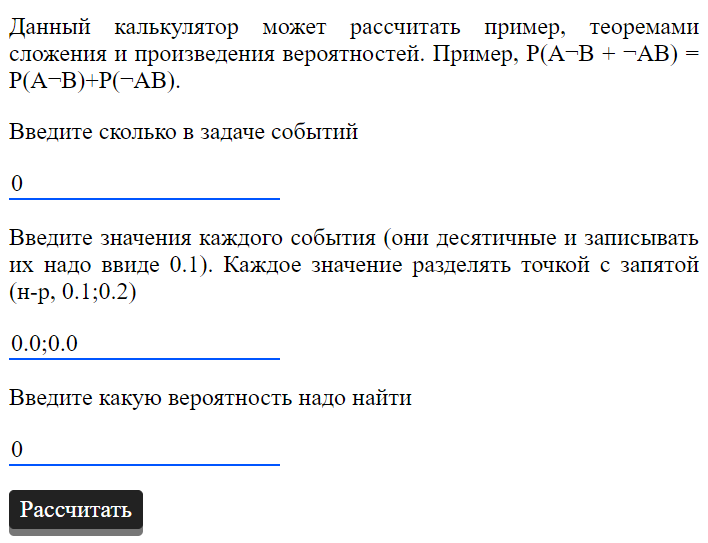 Данный калькулятор может рассчитать пример, теоремами
сложения и произведения вероятностей. Пример, P(A¬B + ¬AB) =
P(A¬B)+P(¬AB).
Введите сколько в задаче событий
0
Введите значения каждого события (они десятичные и записывать
их надо ввиде 0.1). Каждое значение разделять точкой с запятой
(н-р, 0.1;0.2)
0.0;0.0
Введите какую вероятность надо найти
0
Рассчитать